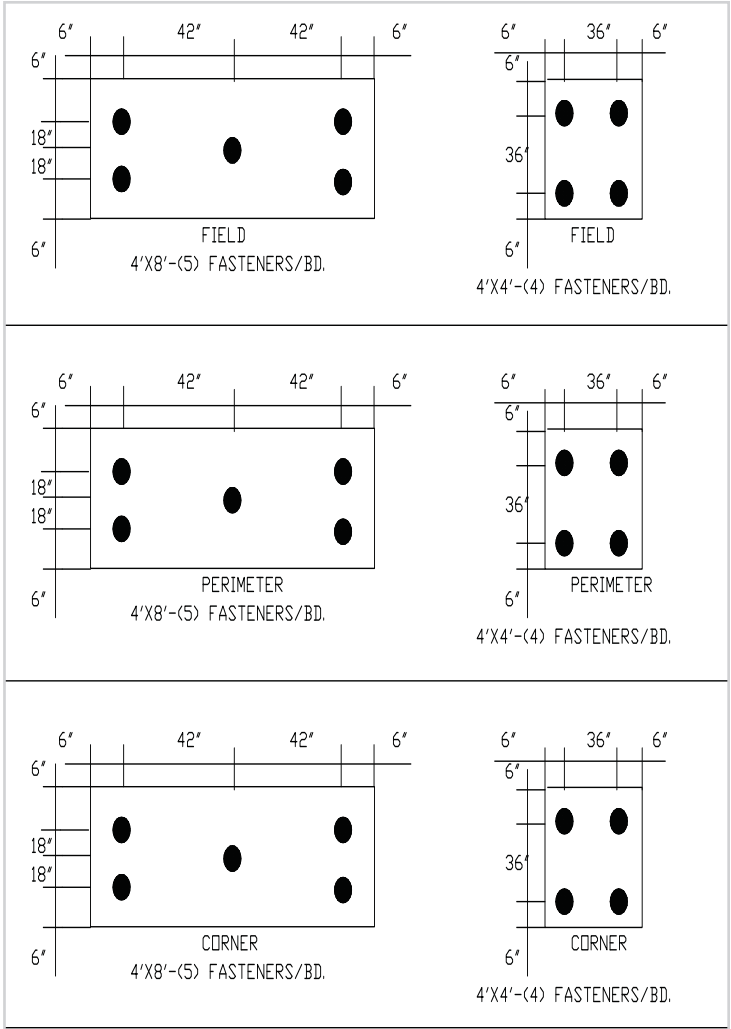 6" 42" 42" 6"
6"
18"
18"
6"
FIELD
4'X8'-(5) FASTENERS/BD.
6" 36" 6"
6"
36"
6"
FIELD
4'X4'-(4) FASTENERS/BD.
6" 42" 42" 6"
6"
18"
18"
6"
PERIMETER
4'X8'-(5) FASTENERS/BD.
6" 36" 6"
6"
36"
6"
PERIMETER
4'X4'-(4) FASTENERS/BD.
6" 42" 42" 6"
6"
18"
18"
6"
CORNER
4'X8'-(5) FASTENERS/BD.
6" 36" 6"
6"
36"
6"
CORNER
4'X4'-(4) FASTENERS/BD.